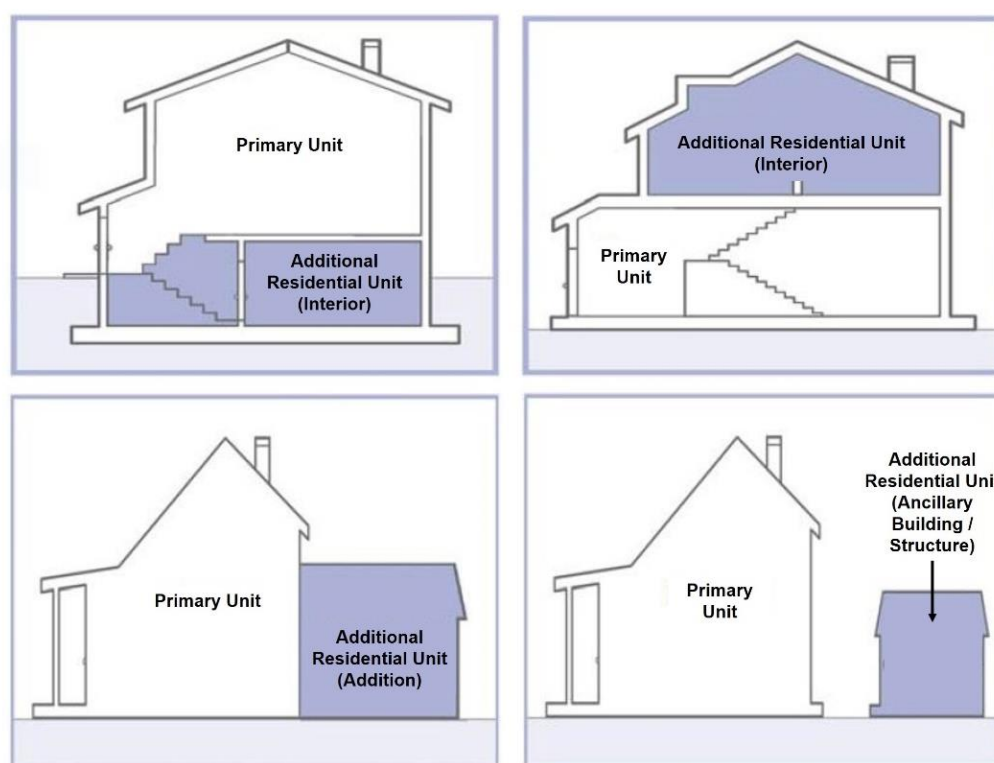 Primary Unit
Additional
Residential Unit
(Interior)
Additional Residential Unit
(Interior)
Primary
Unit
Primary Unit
Additional
Residential Unit
(Addition)
Primary
Unit
Additional
Residential Uni
(Ancillary
Building /
Structure)